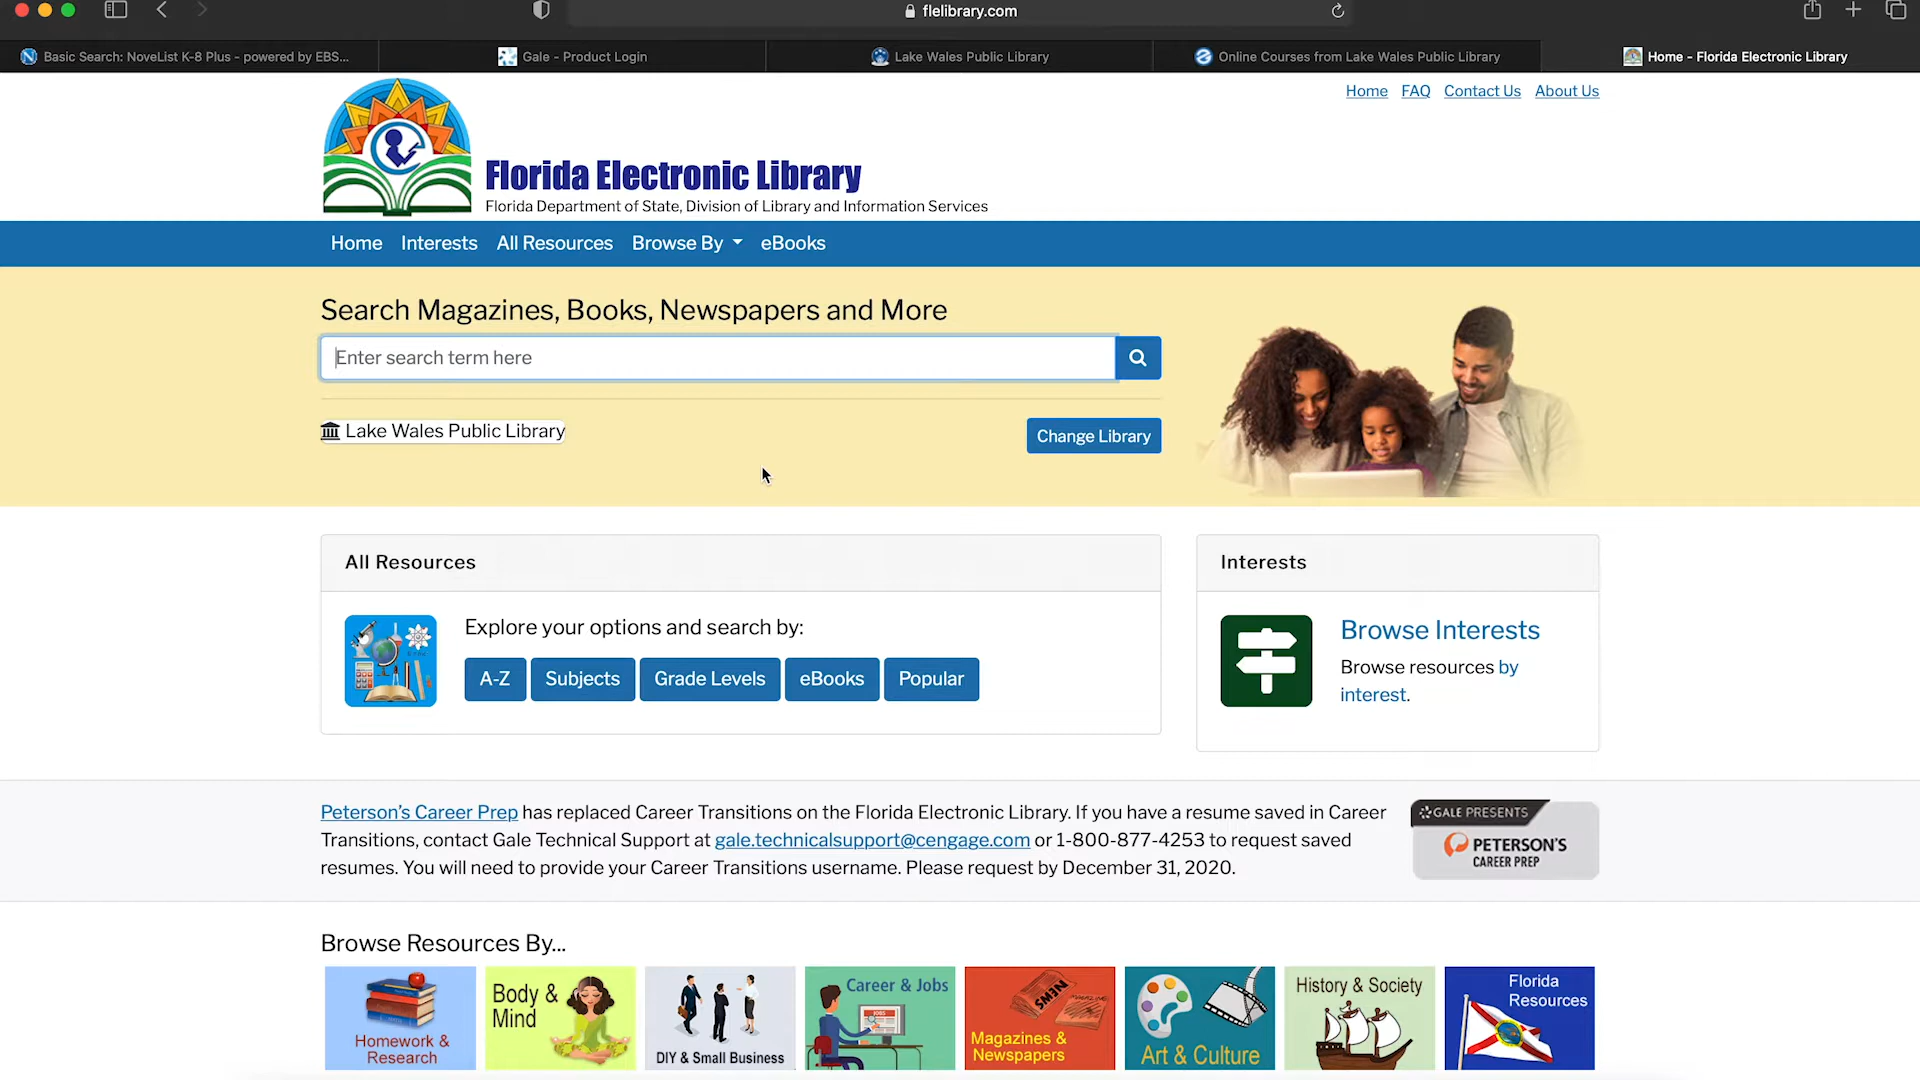 flelibrary.com
Basic Search: NoveList K-8 Plus - powered by EBS...
Gale - Product Login
Lake Wales Public Library
Online Courses from Lake Wales Public Library
Home - Florida Electronic Library
Home FAQ Contact Us About Us
Florida Electronic Library
Florida Department of State, Division of Library and Information Services
Home Interests All Resources Browse By eBooks
Search Magazines, Books, Newspapers and More
Enter search term here
Lake Wales Public Library
Change Library
All Resources
Explore your options and search by:
A-Z Subjects Grade Levels eBooks Popular
Interests
Browse Interests
Browse resources by
interest.
Peterson's Career Prep has replaced Career Transitions on the Florida Electronic Library. If you have a resume saved in Career
Transitions, contact Gale Technical Support at gale.technicalsupport@cengage.com or 1-800-877-4253 to request saved
resumes. You will need to provide your Career Transitions username. Please request by December 31, 2020.
GALE PRESENTS
PETERSON'S
CAREER PREP
Browse Resources By...
Homework &
Research
Body &
Mind
DIY & Small Business
Career & Jobs
JOBS
NEWS
Magazines &
Newspapers
Art & Culture
History & Society
Florida
Resources